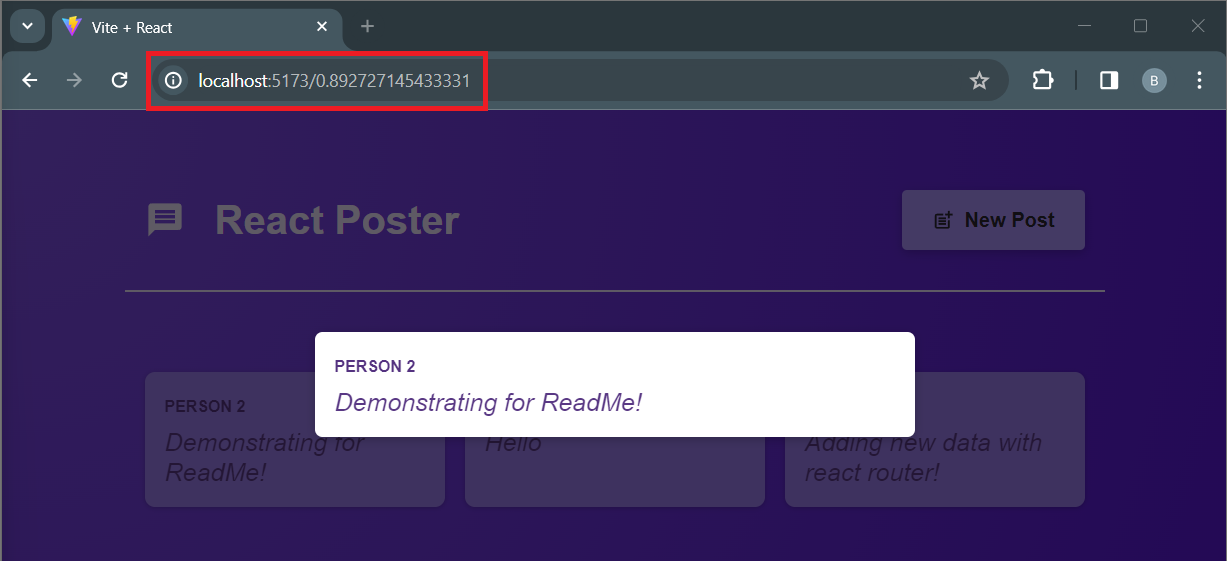 Vite + React
localhost:5173/0.892727145433331
B
React Poster
New Post
PERSON 2
Demonstrating for ReadMe!
PERSON 2
Demonstrating for
ReadMe!
Hello
Adding new data with
react router!